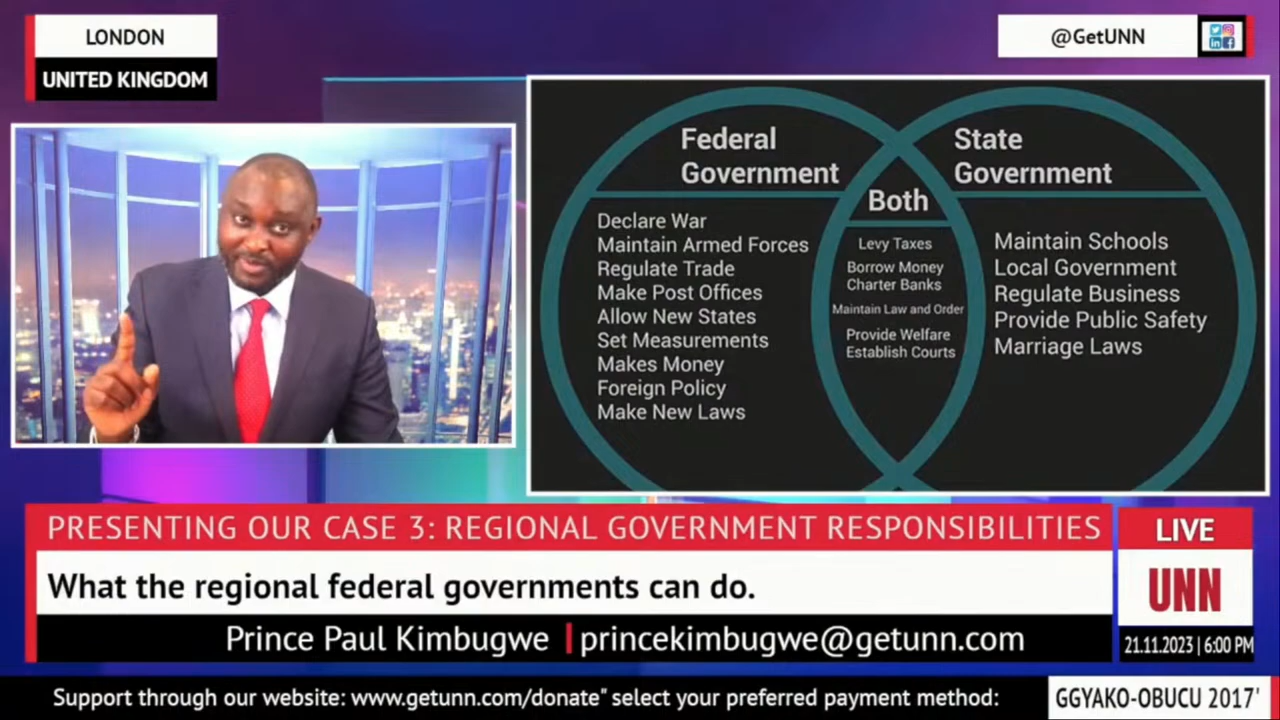 LONDON
UNITED KINGDOM
@GetUNN
Federal
Government
State
Government
Both
Declare War
Maintain Armed Forces
Regulate Trade
Make Post Offices
Allow New States
Set Measurements
Makes Money
Foreign Policy
Make New Laws
Levy Taxes
Borrow Money
Charter Banks
Maintain Law and Order
Provide Welfare
Establish Courts
Maintain Schools
Local Government
Regulate Business
Provide Public Safety
Marriage Laws
PRESENTING OUR CASE 3: REGIONAL GOVERNMENT RESPONSIBILITIES
What the regional federal governments can do.
Prince Paul Kimbugwe princekimbugwe@getunn.com
LIVE
UNN
21.11.2023 | 6:00 PM
Support through our website: www.getunn.com/donate" select your preferred payment method:
GGYAKO-OBUCU 2017'